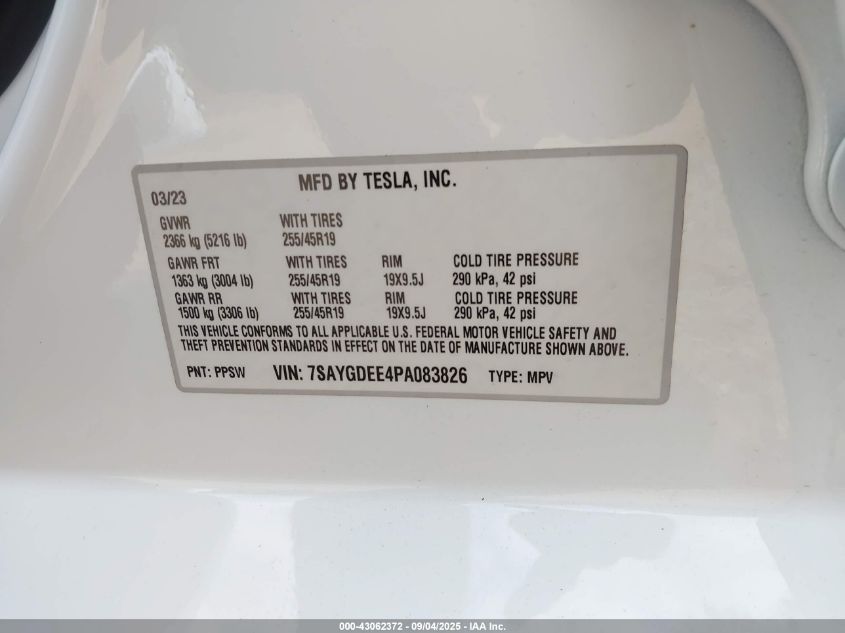 MFD BY TESLA, INC.
03/23
GVWR WITH TIRES
2366 kg (5216 lb) 255/45R19
GAWR FRT WITH TIRES RIM COLD TIRE PRESSURE
1363 kg (3004 lb) 255/45R19 19X9.5J 290 kPa, 42 psi
GAWR RR WITH TIRES RIM COLD TIRE PRESSURE
1500 kg (3306 lb) 255/45R19 19X9.5J 290 kPa, 42 psi
THIS VEHICLE CONFORMS TO ALL APPLICABLE U.S. FEDERAL MOTOR VEHICLE SAFETY AND
THEFT PREVENTION STANDARDS IN EFFECT ON THE DATE OF MANUFACTURE SHOWN ABOVE.
PNT: PPSW VIN: 7SAYGDEE4PA083826 TYPE: MPV
000-43062372 - 09/04/2025 - IAA Inc.